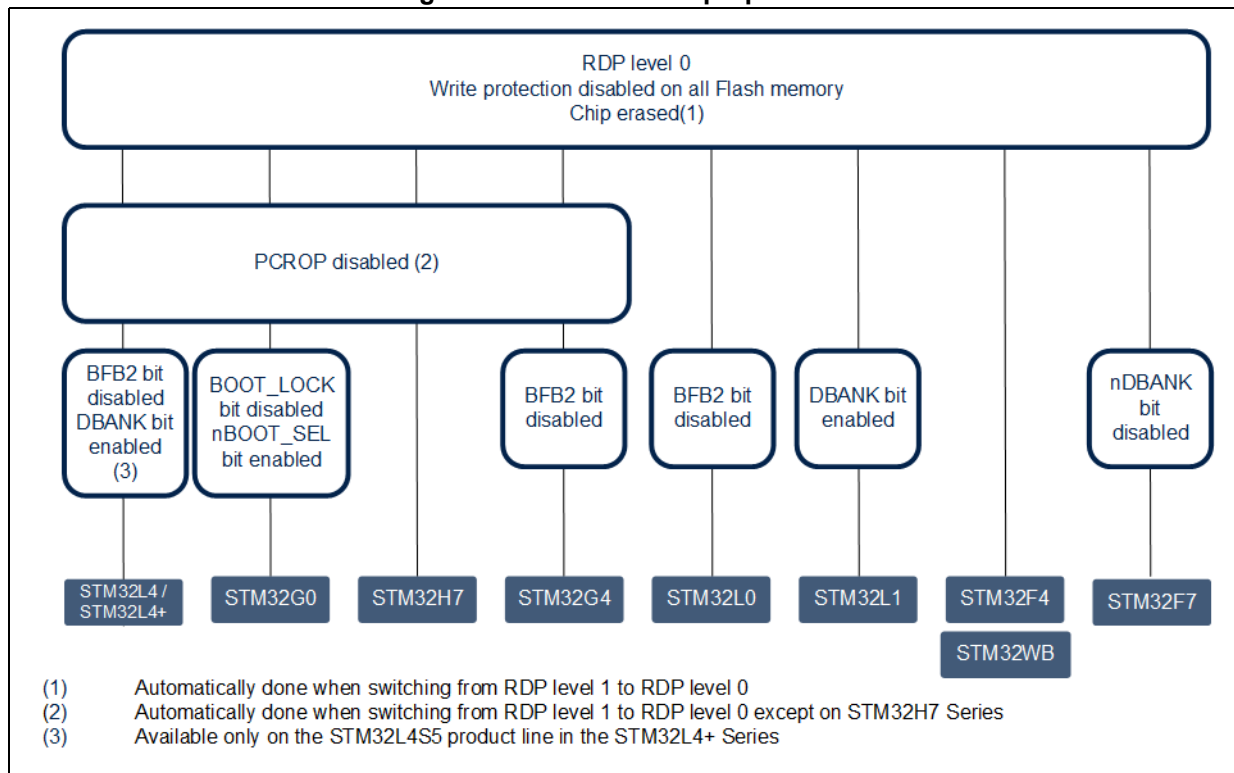 RDP level 0
Write protection disabled on all Flash memory
Chip erased(1)
PCROP disabled (2)
BFB2 bit
disabled
DBANK bit
enabled
(3)
BOOT_LOCK
bit disabled
nBOOT_SEL
bit enabled
BFB2 bit
disabled
BFB2 bit
disabled
DBANK bit
enabled
nDBANK
bit
disabled
STM32L4 /
STM32L4+
STM32G0
STM32H7
STM32G4
STM32L0
STM32L1
STM32F4
STM32F7
STM32WB
(1) Automatically done when switching from RDP level 1 to RDP level 0
(2) Automatically done when switching from RDP level 1 to RDP level 0 except on STM32H7 Series
(3) Available only on the STM32L4S5 product line in the STM32L4+ Series